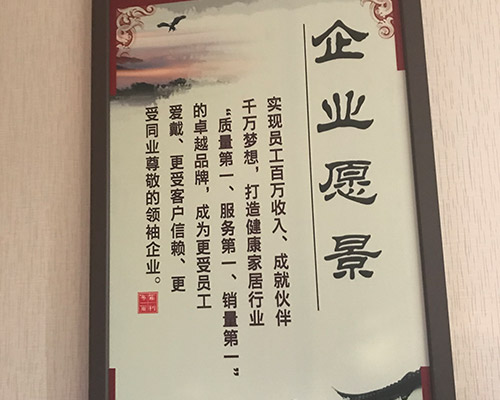 企业愿景
实现员工百万收入、成就伙伴
千万梦想，打造健康家居行业
“质量第一、服务第一、销量第一”
的卓越品牌，成为更受员工
爱戴、更受客户信赖、更
受同业尊敬的领袖企业。